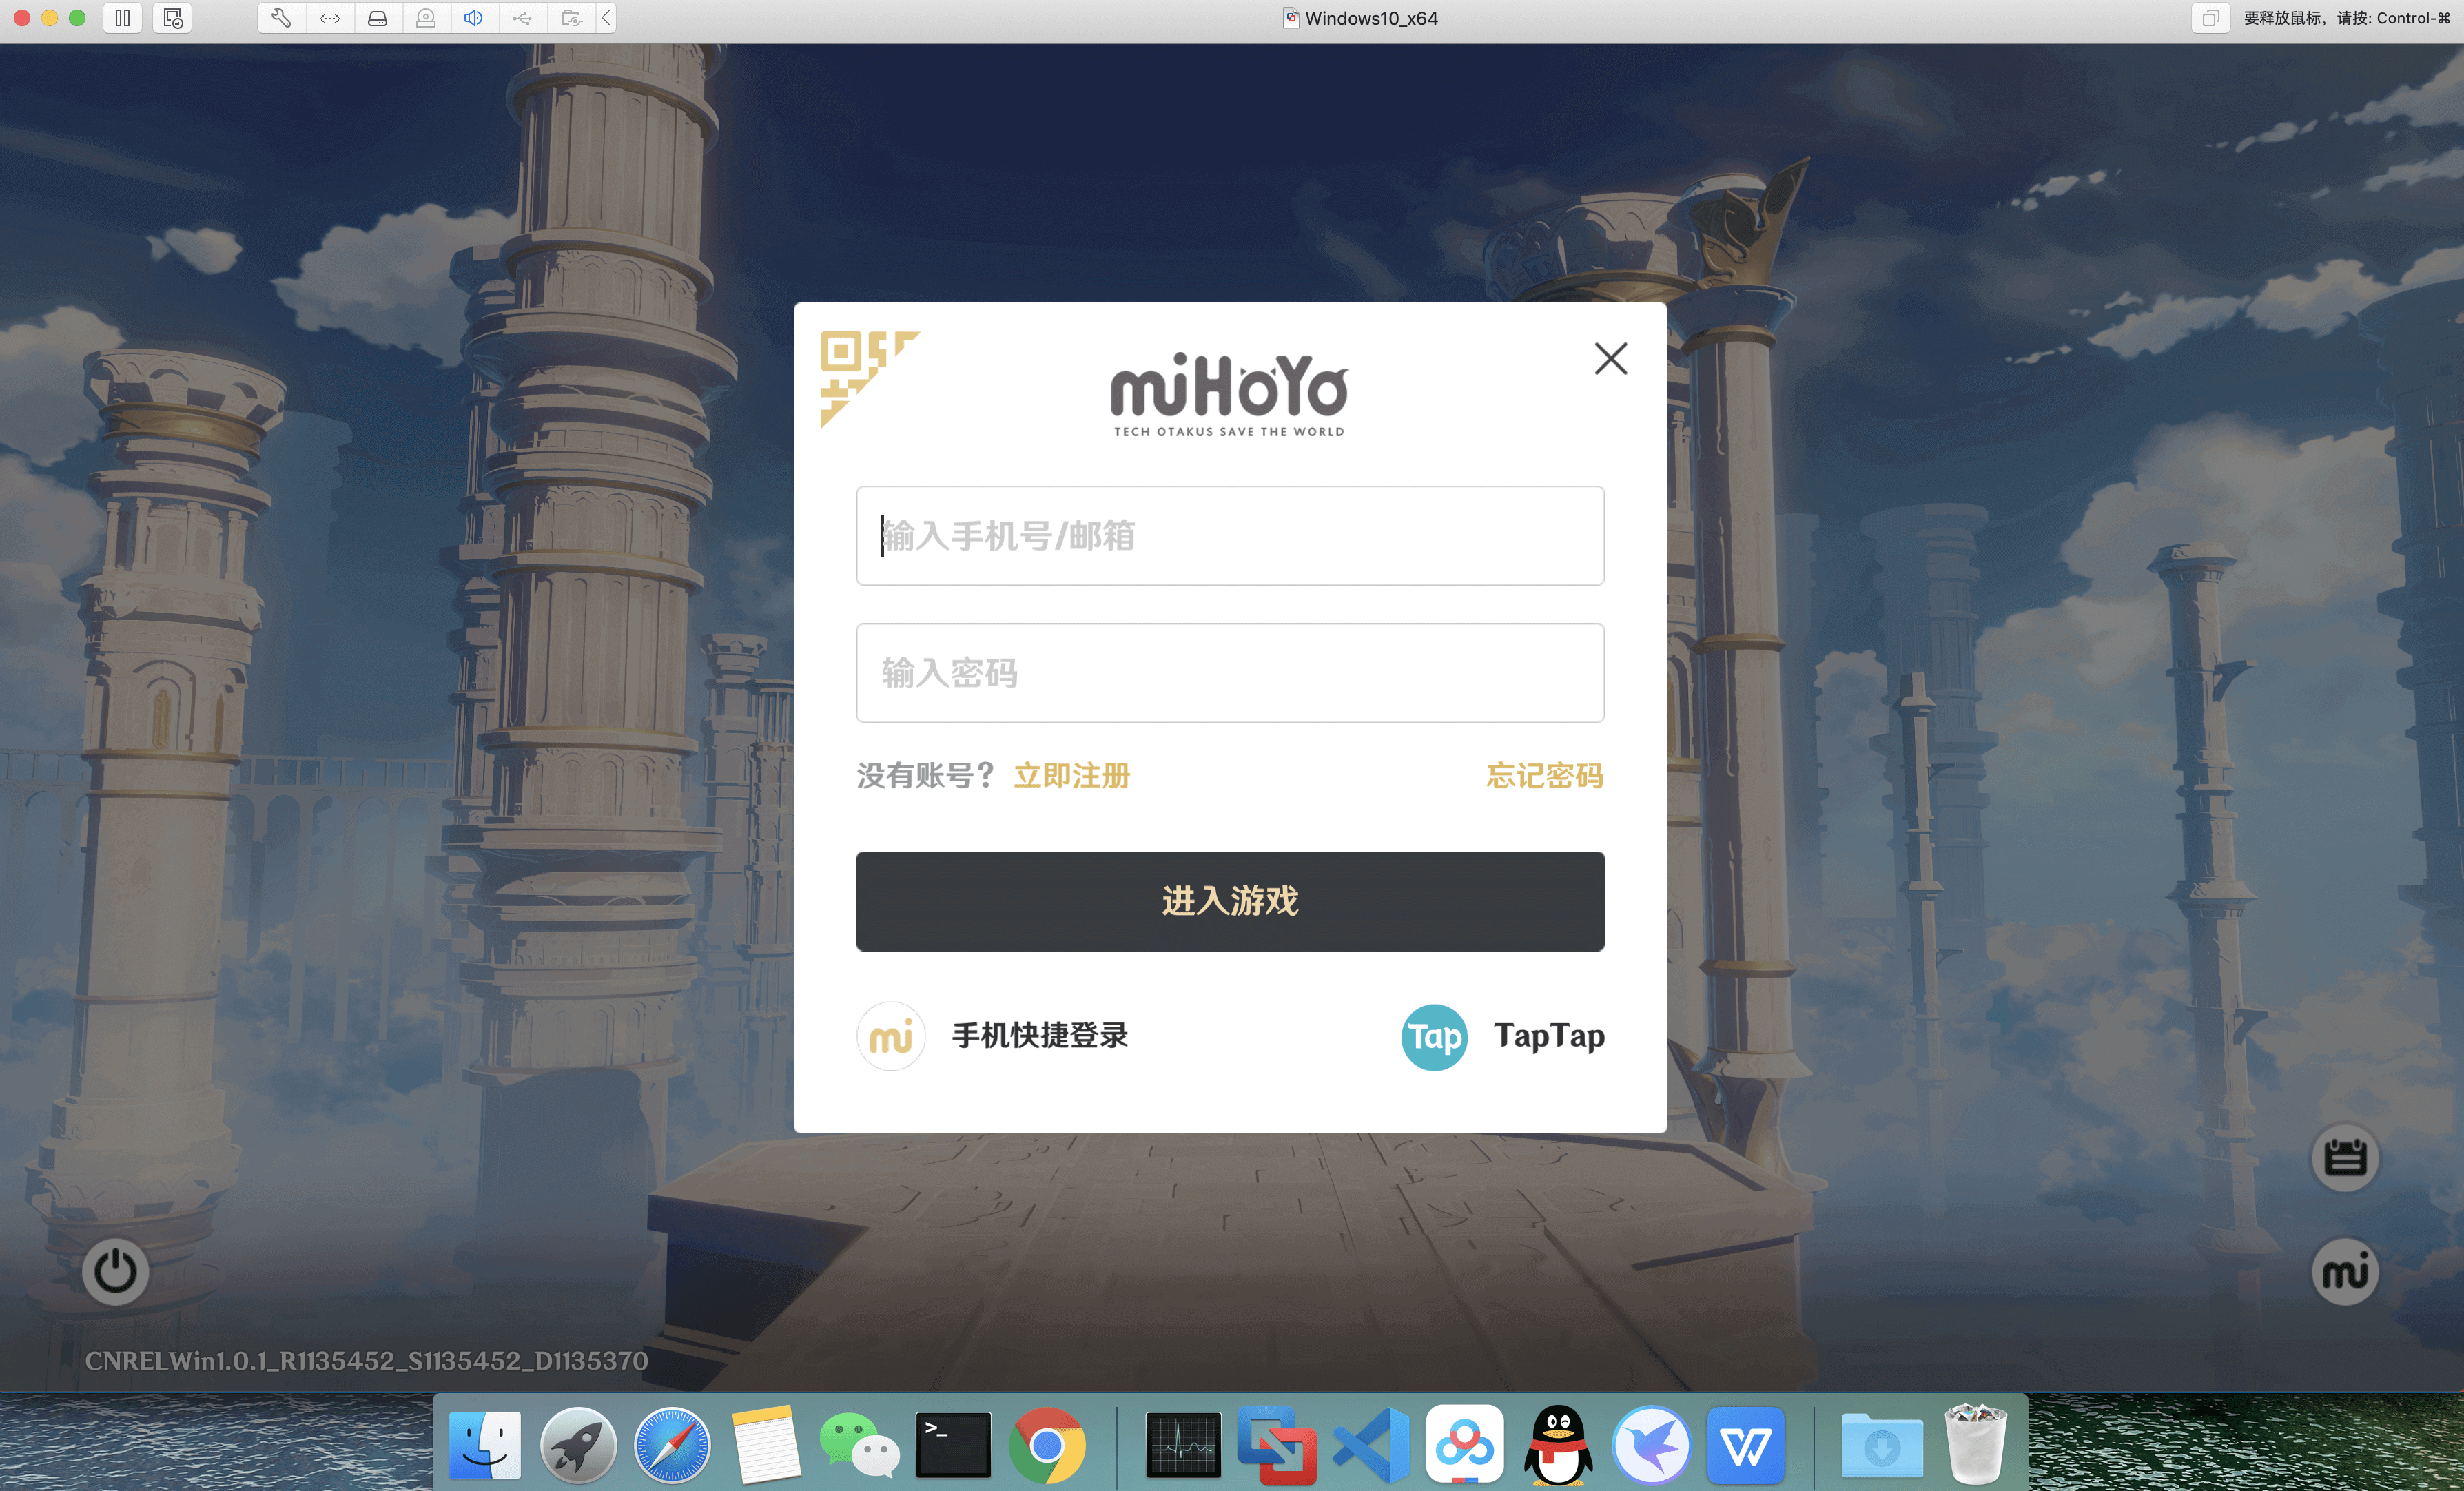 Windows10_x64
要释放鼠标，请按: Control-⌘
miHoYo
TECH OTAKUS SAVE THE WORLD
输入手机号/邮箱
输入密码
没有账号？ 立即注册
忘记密码
进入游戏
mi 手机快捷登录
Tap TapTap
mi
CNRELWin1.0.1_R1135452_S1135452_D1135370
>_
W